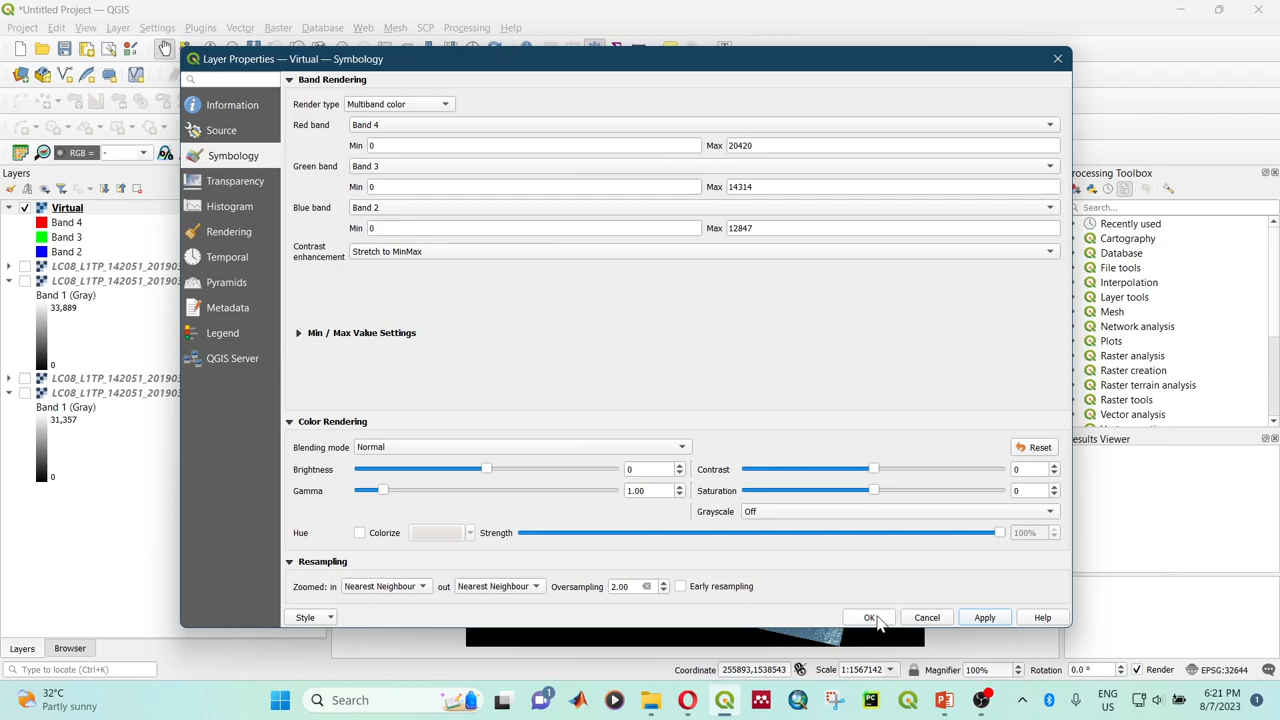 *Untitled Project — QGIS
Project Edit View Layer Settings Plugins Vector Raster Database Web Mesh SCP Processing Help
Layer Properties — Virtual — Symbology
Information
Source
Symbology
Transparency
Histogram
Rendering
Temporal
Pyramids
Metadata
Legend
QGIS Server
Band Rendering
Render type Multiband color
Red band Band 4
Min 0 Max 20420
Green band Band 3
Min 0 Max 14314
Blue band Band 2
Min 0 Max 12847
Contrast
enhancement Stretch to MinMax
Min / Max Value Settings
Color Rendering
Blending mode Normal Reset
Brightness 0 Contrast 0
Gamma 1.00 Saturation 0
Grayscale Off
Hue Colorize Strength 100%
Resampling
Zoomed: in Nearest Neighbour out Nearest Neighbour Oversampling 2.00 Early resampling
Style OK Cancel Apply Help
RGB = -
Layers
Virtual
Band 4
Band 3
Band 2
LC08_L1TP_142051_20190
LC08_L1TP_142051_20190
Band 1 (Gray)
33,889
0
LC08_L1TP_142051_20190
LC08_L1TP_142051_20190
Band 1 (Gray)
31,357
0
Layers Browser
rocessing Toolbox
Search...
Recently used
Cartography
Database
File tools
Interpolation
Layer tools
Mesh
Network analysis
Plots
Raster analysis
Raster creation
Raster terrain analysis
Raster tools
Vector analysis
esults Viewer
Type to locate (Ctrl+K) Coordinate 255893,1538543 Scale 1:1567142 Magnifier 100% Rotation 0.0 ° Render EPSG:32644
32°C
Partly sunny
Search
1
ENG
US
6:21 PM
8/7/2023
1